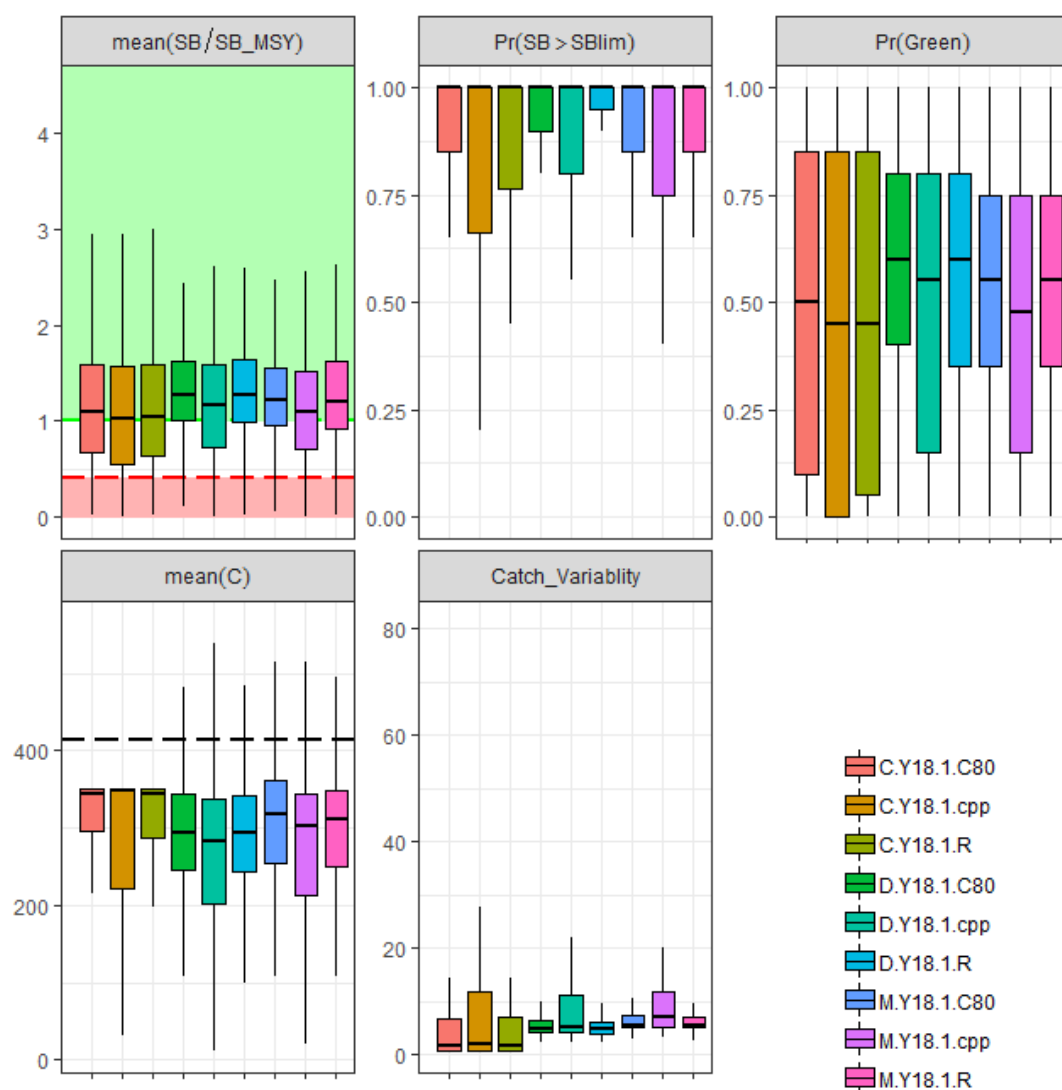 mean(SB/SB_MSY)
Pr(SB > SBlim)
Pr(Green)
4
3
2
1
0
1.00
0.75
0.50
0.25
0.00
1.00
0.75
0.50
0.25
0.00
mean(C)
Catch_Variablity
400
200
0
80
60
40
20
0
C.Y18.1.C80
C.Y18.1.cpp
C.Y18.1.R
D.Y18.1.C80
D.Y18.1.cpp
D.Y18.1.R
M.Y18.1.C80
M.Y18.1.cpp
M.Y18.1.R